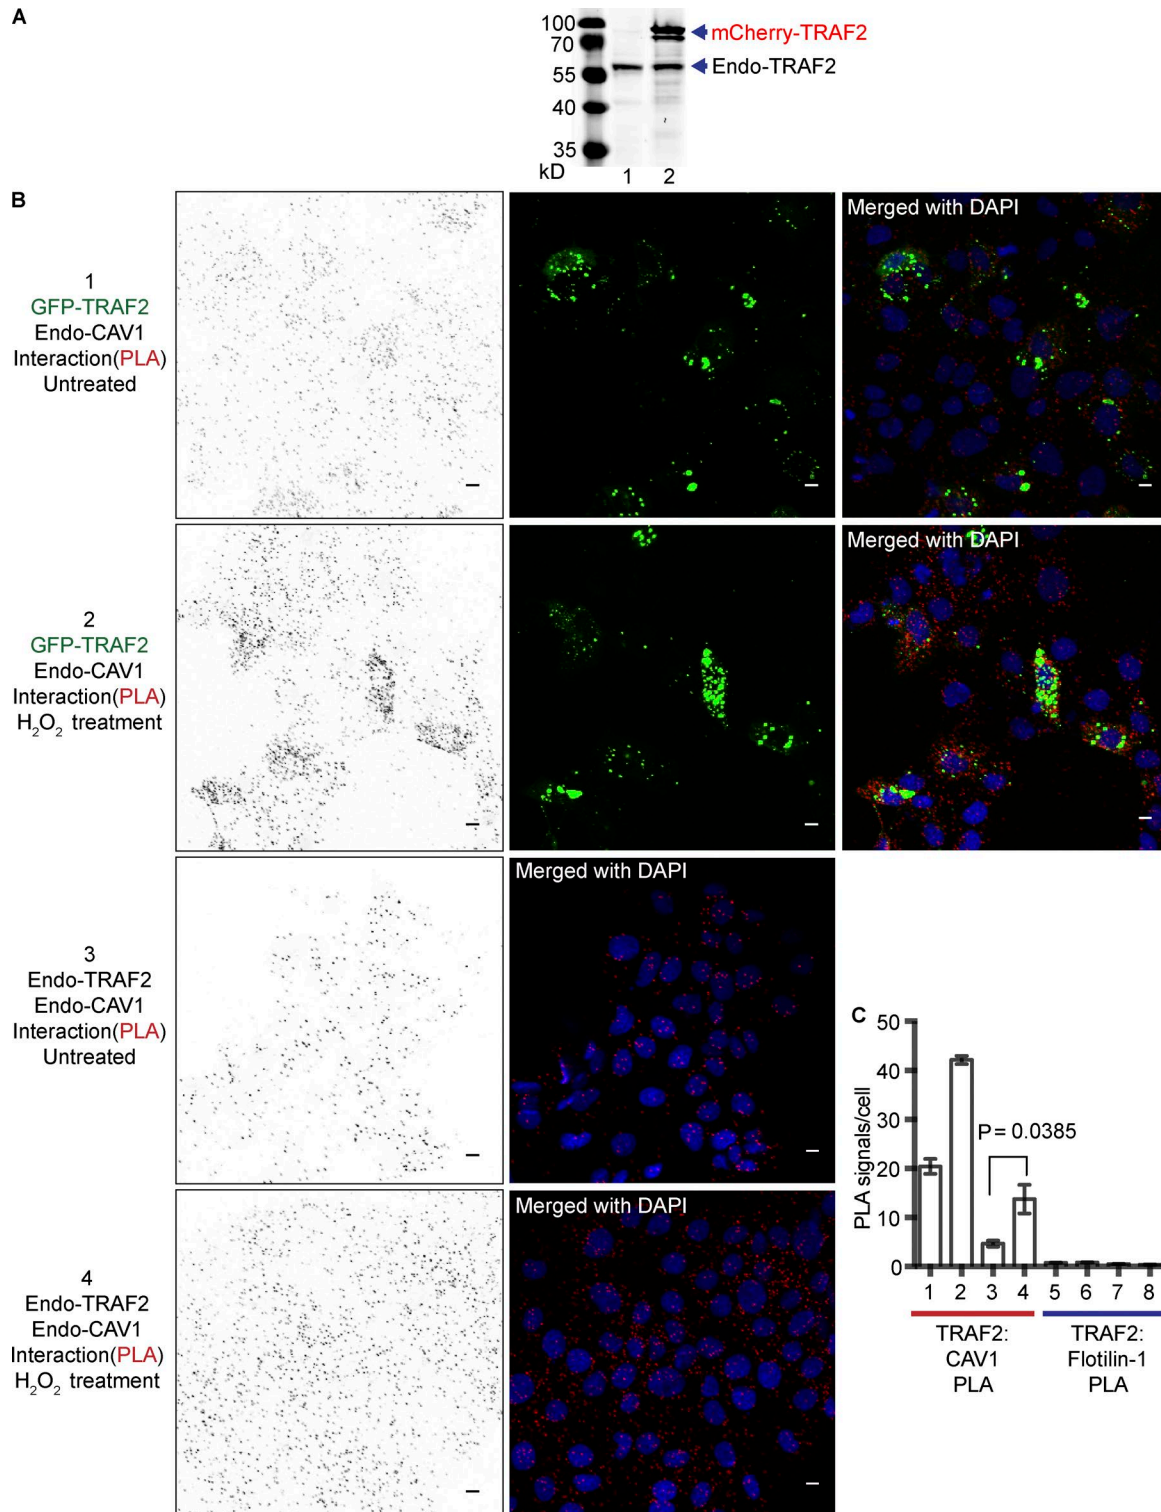 A
100
70
55
40
35
kD
1
2
mCherry-TRAF2
Endo-TRAF2
B
1
GFP-TRAF2
Endo-CAV1
Interaction(PLA)
Untreated
Merged with DAPI
2
GFP-TRAF2
Endo-CAV1
Interaction(PLA)
H₂O₂ treatment
Merged with DAPI
3
Endo-TRAF2
Endo-CAV1
Interaction(PLA)
Untreated
Merged with DAPI
4
Endo-TRAF2
Endo-CAV1
Interaction(PLA)
H₂O₂ treatment
Merged with DAPI
C
PLA signals/cell
50
40
30
20
10
0
P = 0.0385
1 2 3 4 5 6 7 8
TRAF2:
CAV1
PLA
TRAF2:
Flotilin-1
PLA